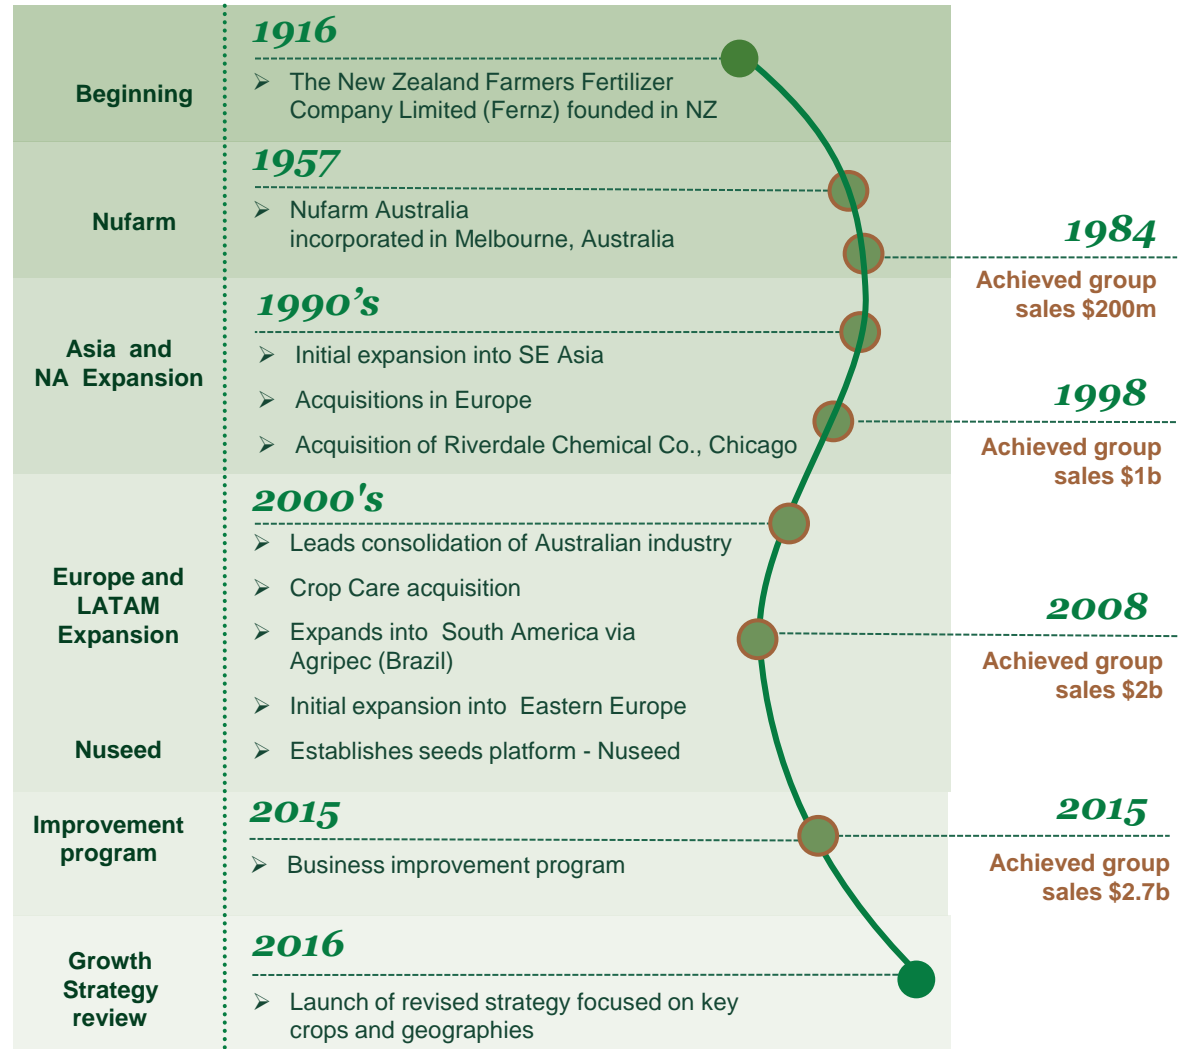 1916
Beginning
➢ The New Zealand Farmers Fertilizer
Company Limited (Fernz) founded in NZ
1957
Nufarm
➢ Nufarm Australia
incorporated in Melbourne, Australia
1984
Achieved group
sales $200m
1990’s
Asia and
NA Expansion
➢ Initial expansion into SE Asia
➢ Acquisitions in Europe
➢ Acquisition of Riverdale Chemical Co., Chicago
1998
Achieved group
sales $1b
2000's
Europe and
LATAM
Expansion
➢ Leads consolidation of Australian industry
➢ Crop Care acquisition
➢ Expands into South America via
Agripec (Brazil)
➢ Initial expansion into Eastern Europe
Nuseed
➢ Establishes seeds platform - Nuseed
2008
Achieved group
sales $2b
2015
Improvement
program
➢ Business improvement program
2015
Achieved group
sales $2.7b
2016
Growth
Strategy
review
➢ Launch of revised strategy focused on key
crops and geographies